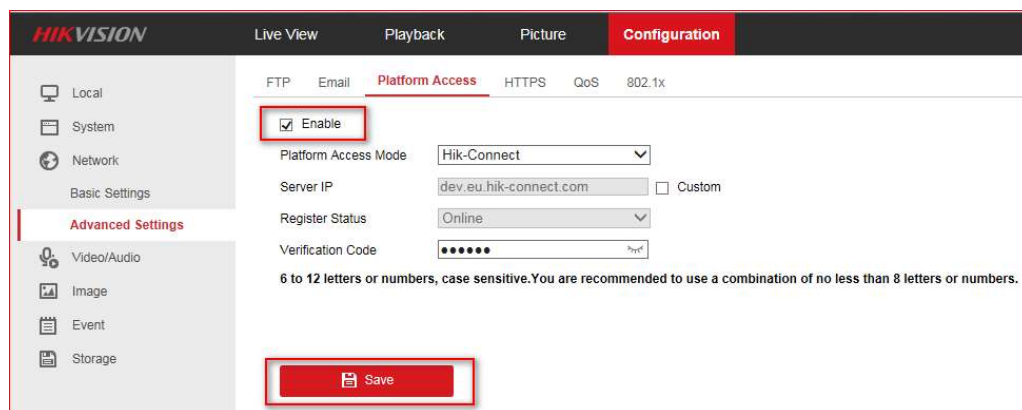 HIKVISION Live View Playback Picture Configuration
FTP Email Platform Access HTTPS QoS 802.1x
Local
System
Network
Basic Settings
Advanced Settings
Video/Audio
Image
Event
Storage
Enable
Platform Access Mode Hik-Connect
Server IP dev.eu.hik-connect.com Custom
Register Status Online
Verification Code ●●●●●●
6 to 12 letters or numbers, case sensitive.You are recommended to use a combination of no less than 8 letters or numbers.
Save